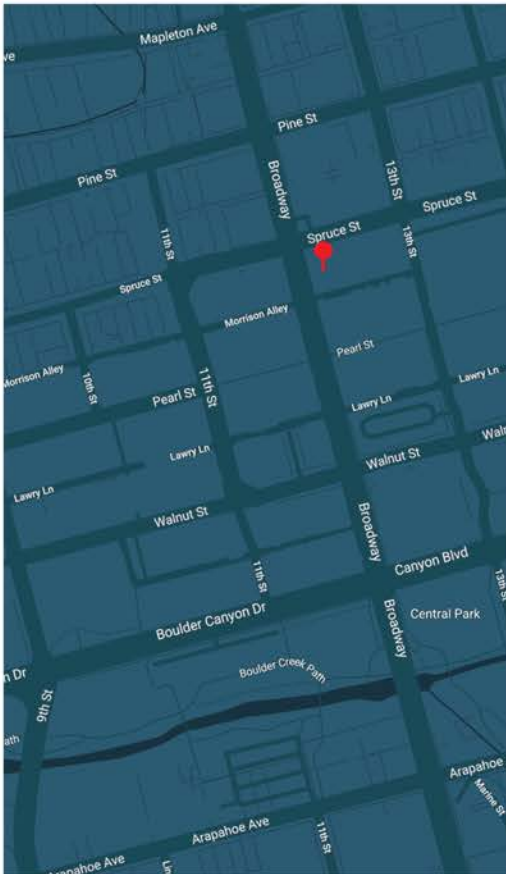 Mapleton Ave
ve
Pine St
Pine St
Broadway
13th St
Spruce St
Spruce St
11th St
13th St
Spruce St
Morrison Alley
Pearl St
Morrison Alley
10th St
11th St
Pearl St
Lawry Ln
Lawry Ln
Lawry Ln
Walnut St
Waln
Lawry Ln
Walnut St
Broadway
Canyon Blvd
11th St
13th St
Boulder Canyon Dr
Broadway
Central Park
Boulder Creek Path
n Dr
9th St
ath
Arapahoe
Marine St
Arapahoe Ave
11th St
Arapahoe Ave
Lin